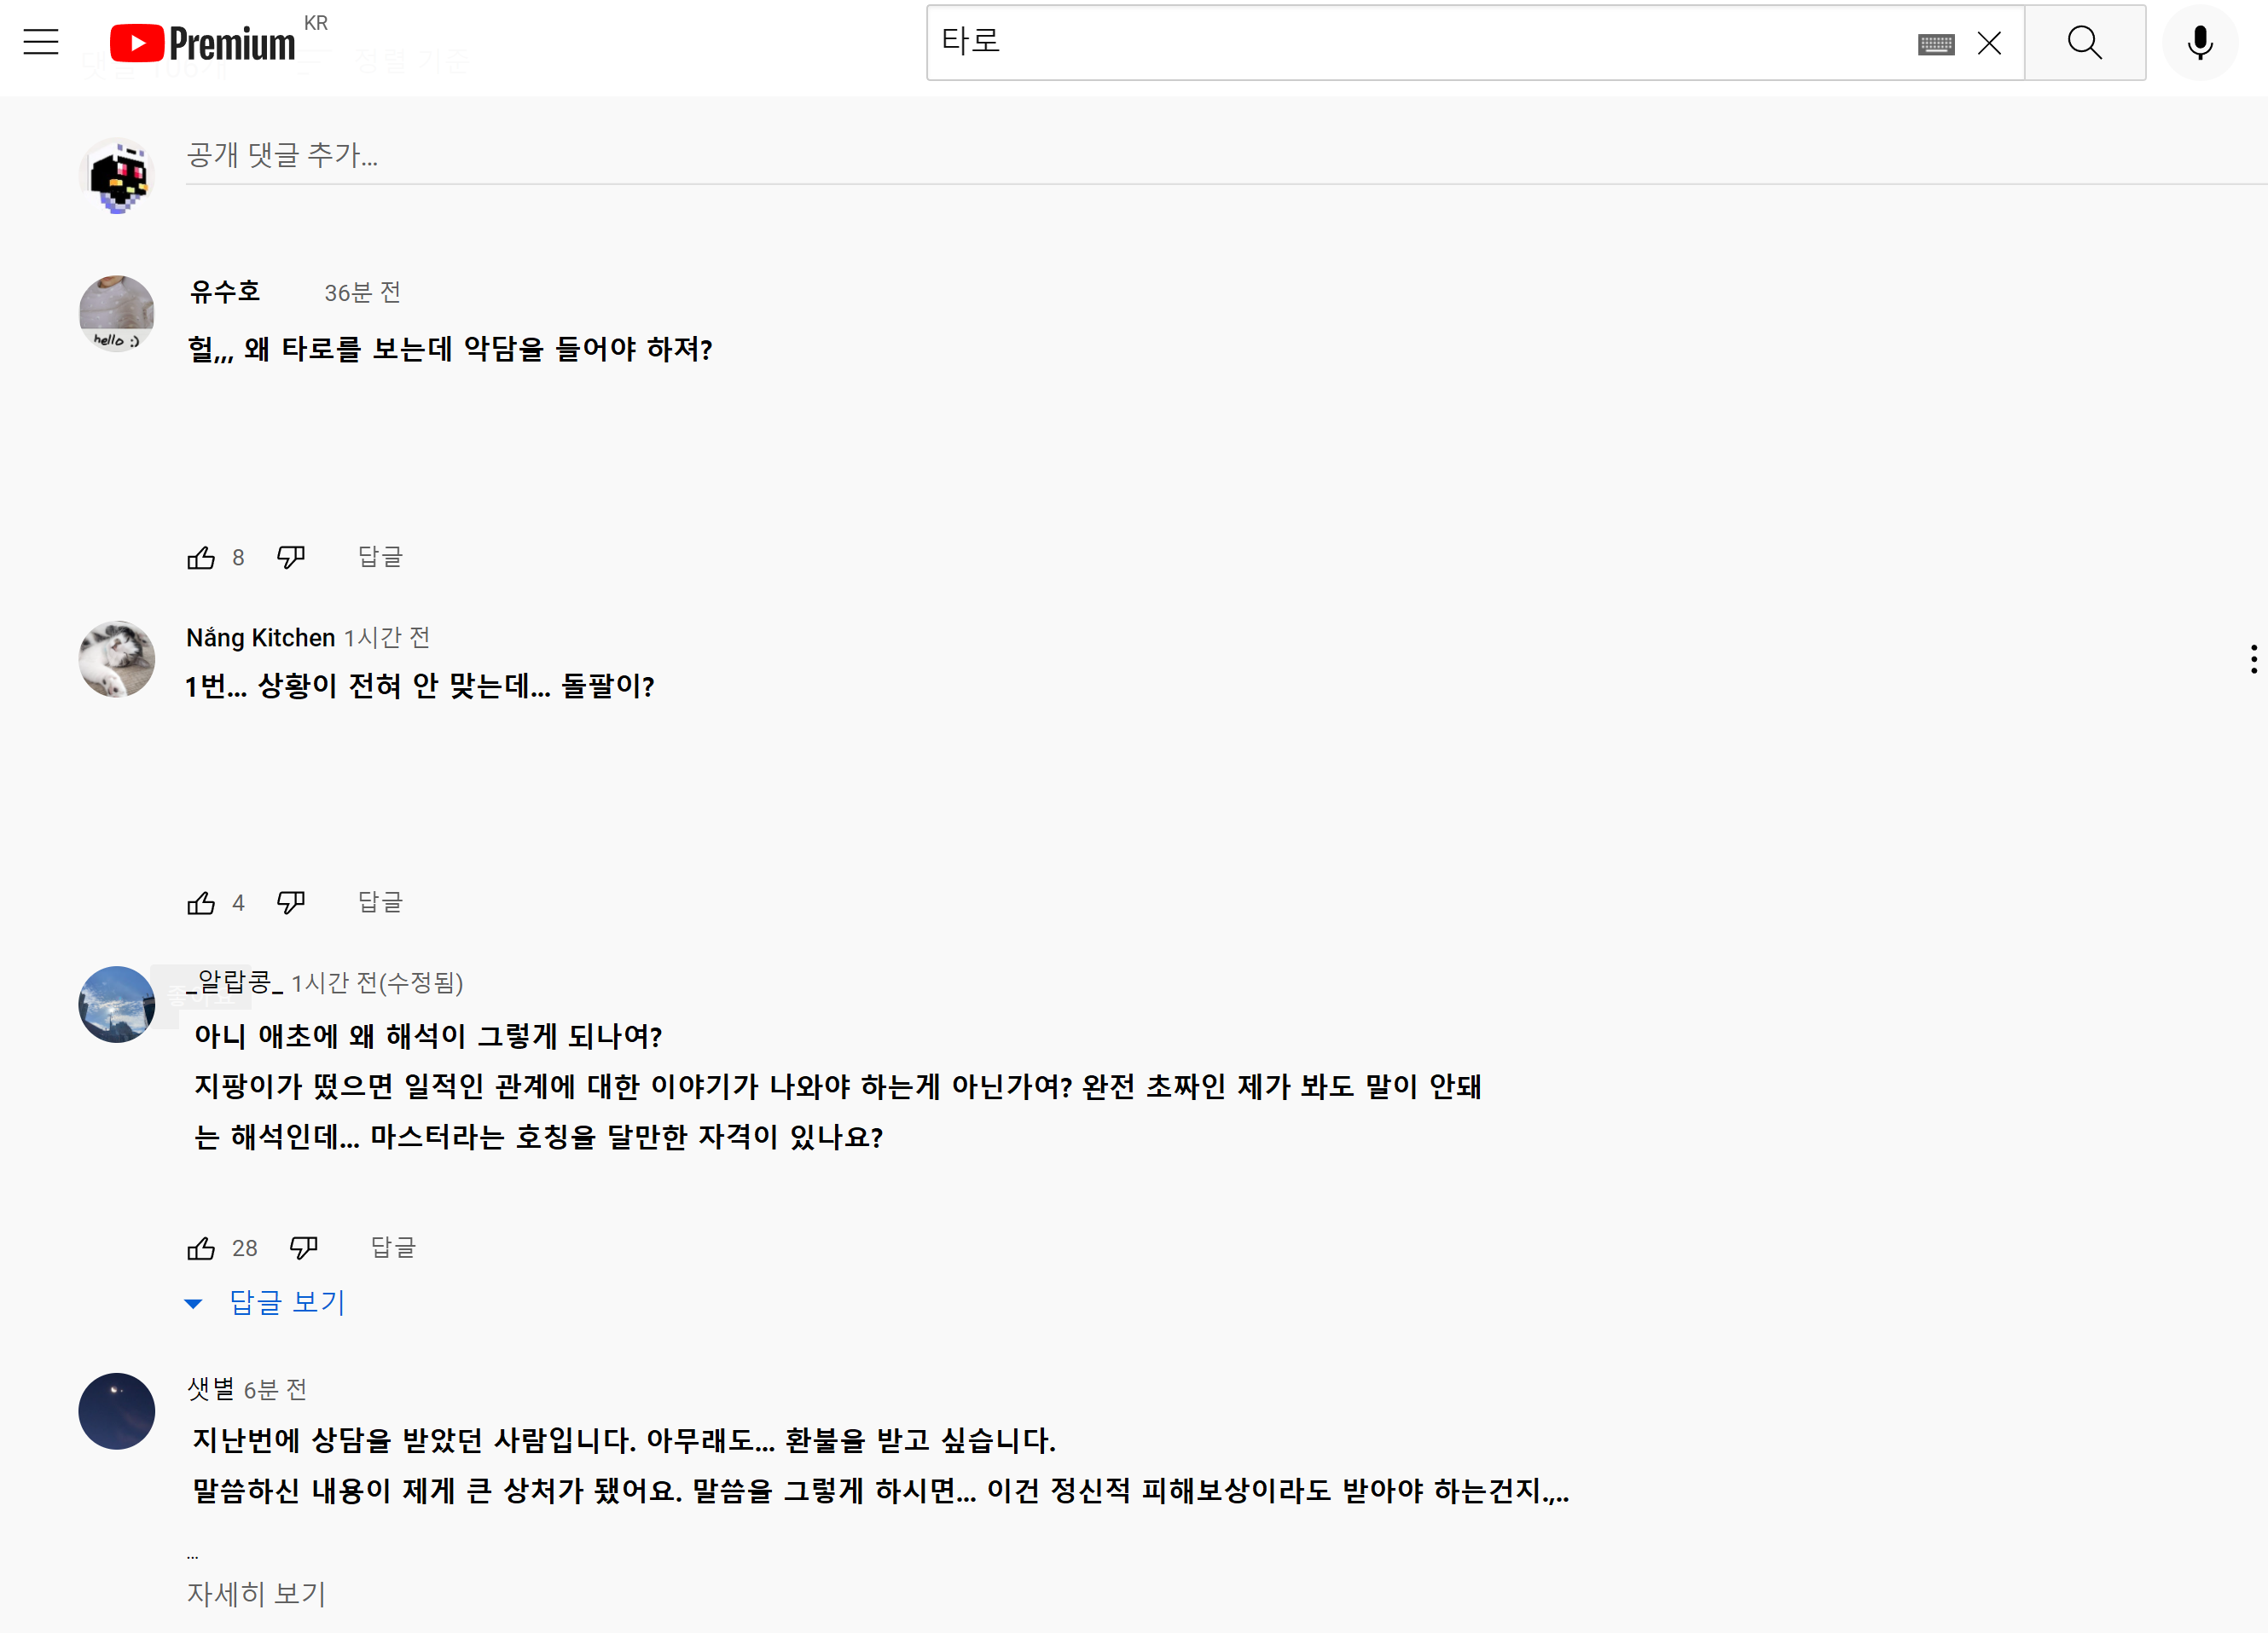 Premium KR
타로
정렬 기준
공개 댓글 추가...
hello :)
유수호 36분 전
헐,,, 왜 타로를 보는데 악담을 들어야 하져?
8 답글
Nắng Kitchen 1시간 전
1번... 상황이 전혀 안 맞는데... 돌팔이?
4 답글
_알랍콩_ 1시간 전(수정됨)
아니 애초에 왜 해석이 그렇게 되나여?
지팡이가 떴으면 일적인 관계에 대한 이야기가 나와야 하는게 아닌가여? 완전 초짜인 제가 봐도 말이 안돼
는 해석인데... 마스터라는 호칭을 달만한 자격이 있나요?
28 답글
답글 보기
샛별 6분 전
지난번에 상담을 받았던 사람입니다. 아무래도... 환불을 받고 싶습니다.
말씀하신 내용이 제게 큰 상처가 됐어요. 말씀을 그렇게 하시면... 이건 정신적 피해보상이라도 받아야 하는건지.,..
...
자세히 보기